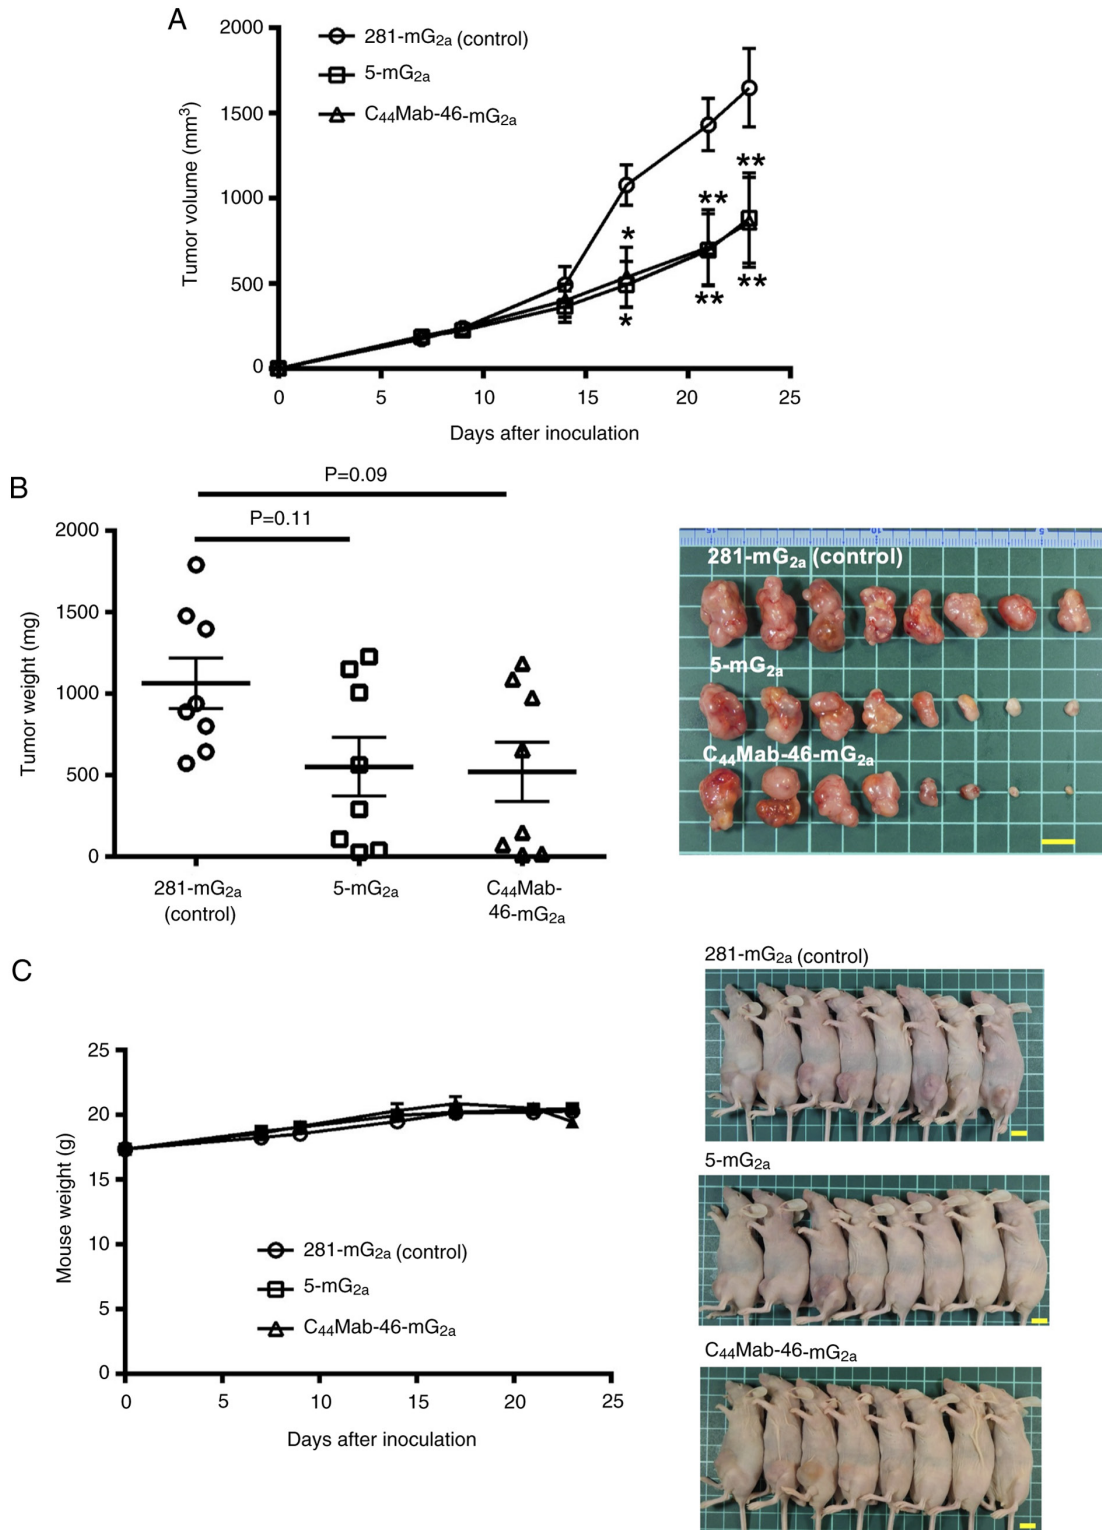 A
2000
1500
1000
500
0
Tumor volume (mm³)
281-mG₂ₐ (control)
5-mG₂ₐ
C₄₄Mab-46-mG₂ₐ
*
**
**
*
**
**
0 5 10 15 20 25
Days after inoculation
B
P=0.09
P=0.11
2000
1500
1000
500
0
Tumor weight (mg)
281-mG₂ₐ
(control)
5-mG₂ₐ
C₄₄Mab-
46-mG₂ₐ
15 10 5
281-mG₂ₐ (control)
5-mG₂ₐ
C₄₄Mab-46-mG₂ₐ
C
25
20
15
10
5
0
Mouse weight (g)
281-mG₂ₐ (control)
5-mG₂ₐ
C₄₄Mab-46-mG₂ₐ
0 5 10 15 20 25
Days after inoculation
281-mG₂ₐ (control)
5-mG₂ₐ
C₄₄Mab-46-mG₂ₐ